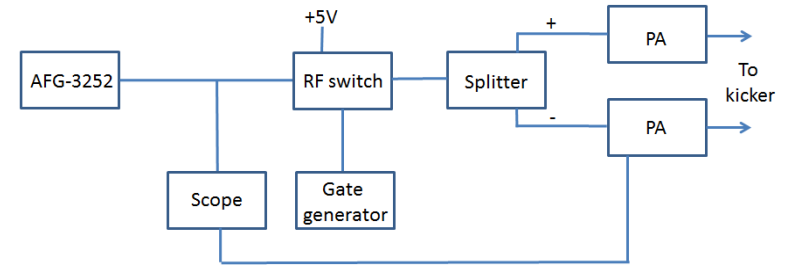 +5V
+
PA
AFG-3252
RF switch
Splitter
To
kicker
-
PA
Scope
Gate
generator